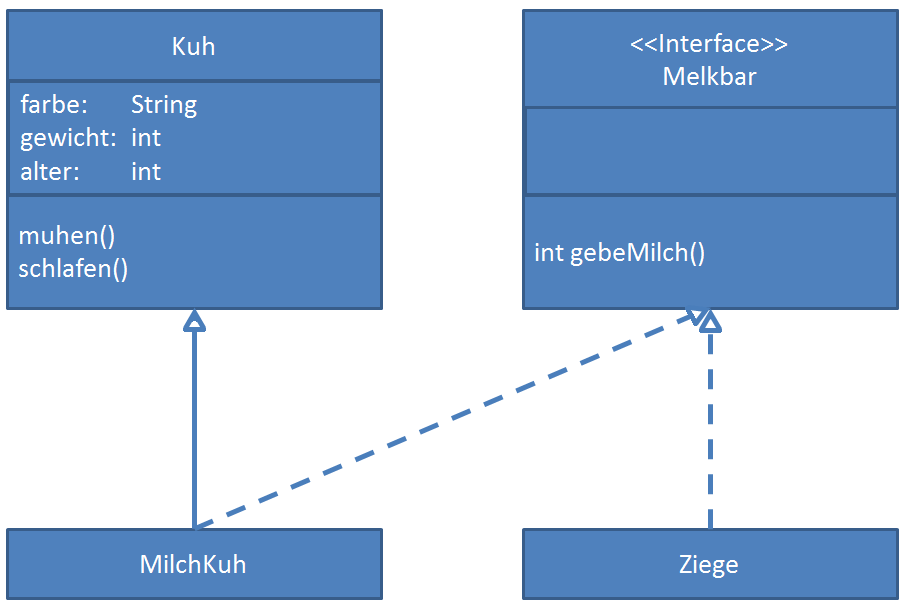 Kuh
farbe: String
gewicht: int
alter: int
muhen()
schlafen()
<<Interface>>
Melkbar
int gebeMilch()
MilchKuh
Ziege